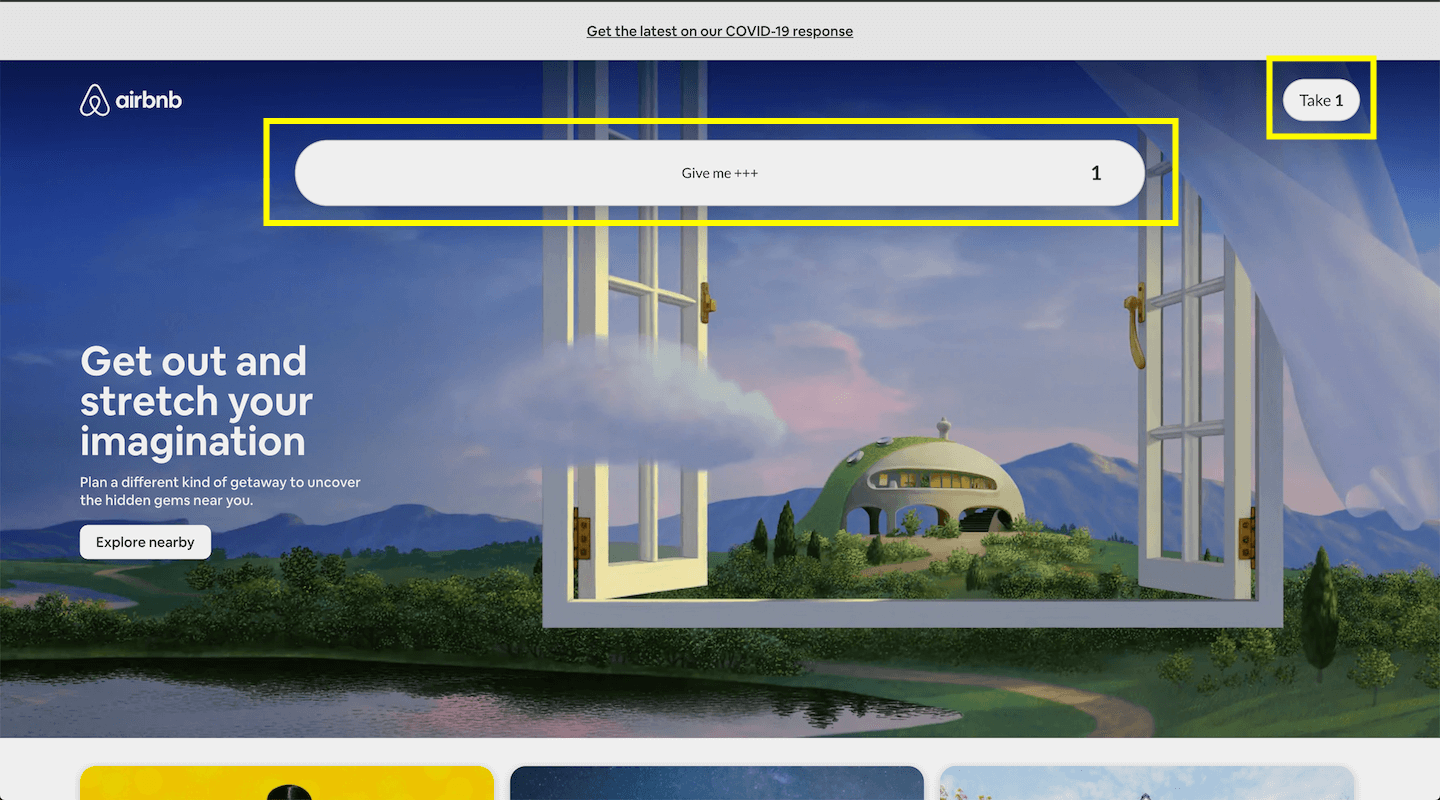 Get the latest on our COVID-19 response
airbnb
Take 1
Give me +++
1
Get out and
stretch your
imagination
Plan a different kind of getaway to uncover
the hidden gems near you.
Explore nearby